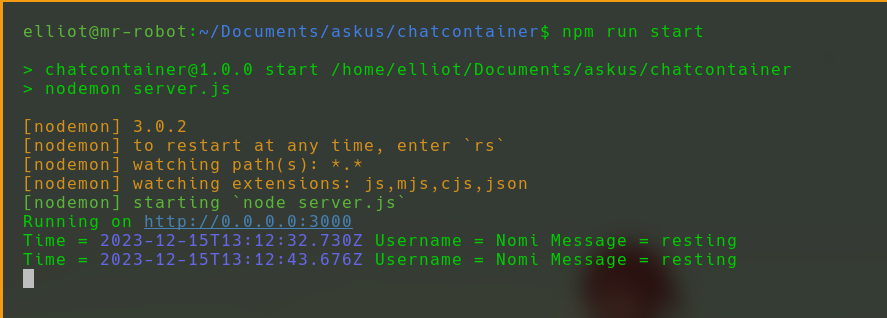 elliot@mr-robot:~/Documents/askus/chatcontainer$ npm run start
> chatcontainer@1.0.0 start /home/elliot/Documents/askus/chatcontainer
> nodemon server.js
[nodemon] 3.0.2
[nodemon] to restart at any time, enter `rs`
[nodemon] watching path(s): *.*
[nodemon] watching extensions: js,mjs,cjs,json
[nodemon] starting `node server.js`
Running on http://0.0.0.0:3000
Time = 2023-12-15T13:12:32.730Z Username = Nomi Message = resting
Time = 2023-12-15T13:12:43.676Z Username = Nomi Message = resting